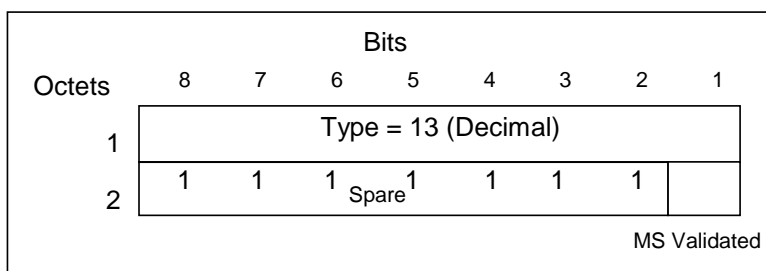 Bits
Octets 8 7 6 5 4 3 2 1
1 Type = 13 (Decimal)
2 1 1 1 1 1 1 1
Spare
MS Validated